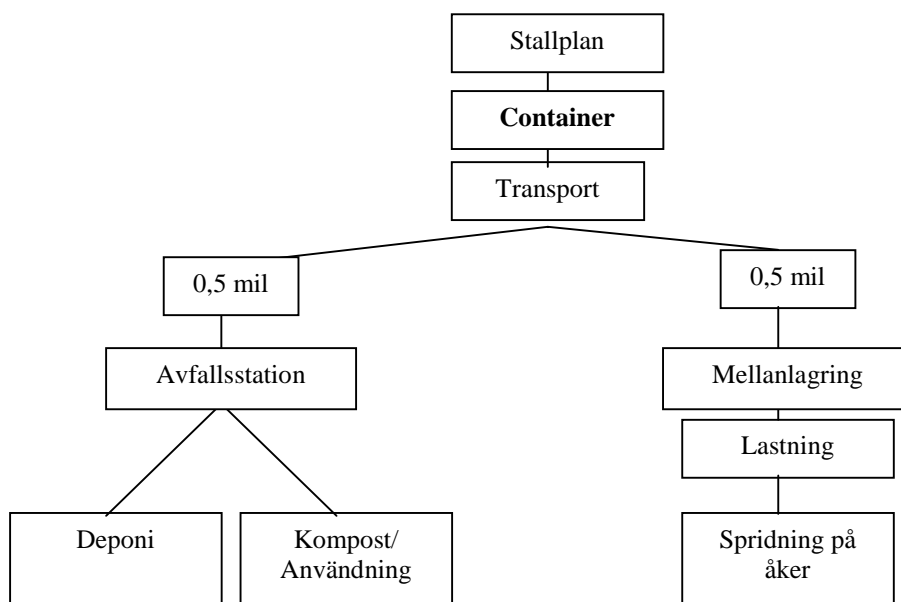 Stallplan
Container
Transport
0,5 mil
0,5 mil
Avfallsstation
Mellanlagring
Lastning
Deponi
Kompost/
Användning
Spridning på
åker